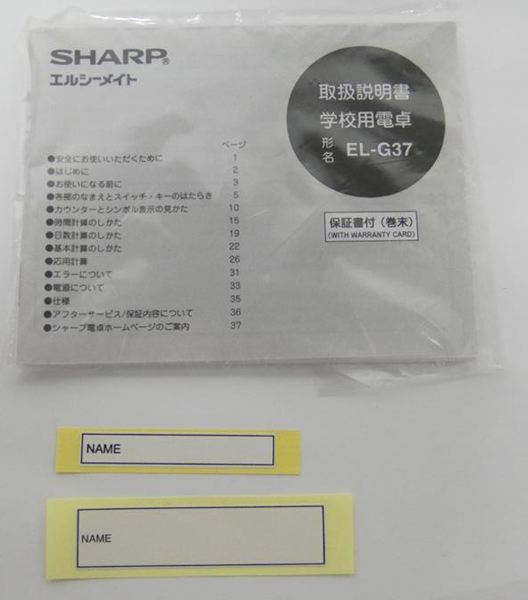 SHARP®
エルシーメイト
取扱説明書
学校用電卓
形名 EL-G37
保証書付(巻末)
(WITH WARRANTY CARD)
ページ
●安全にお使いいただくために 1
●はじめに 2
●お使いになる前に 3
●各部のなまえとスイッチ・キーのはたらき 5
●カウンターとシンボル表示の見かた 10
●時間計算のしかた 15
●日数計算のしかた 19
●基本計算のしかた 22
●応用計算 26
●エラーについて 31
●電源について 33
●仕様 35
●アフターサービス/保証内容について 36
●シャープ電卓ホームページのご案内 37
NAME
NAME